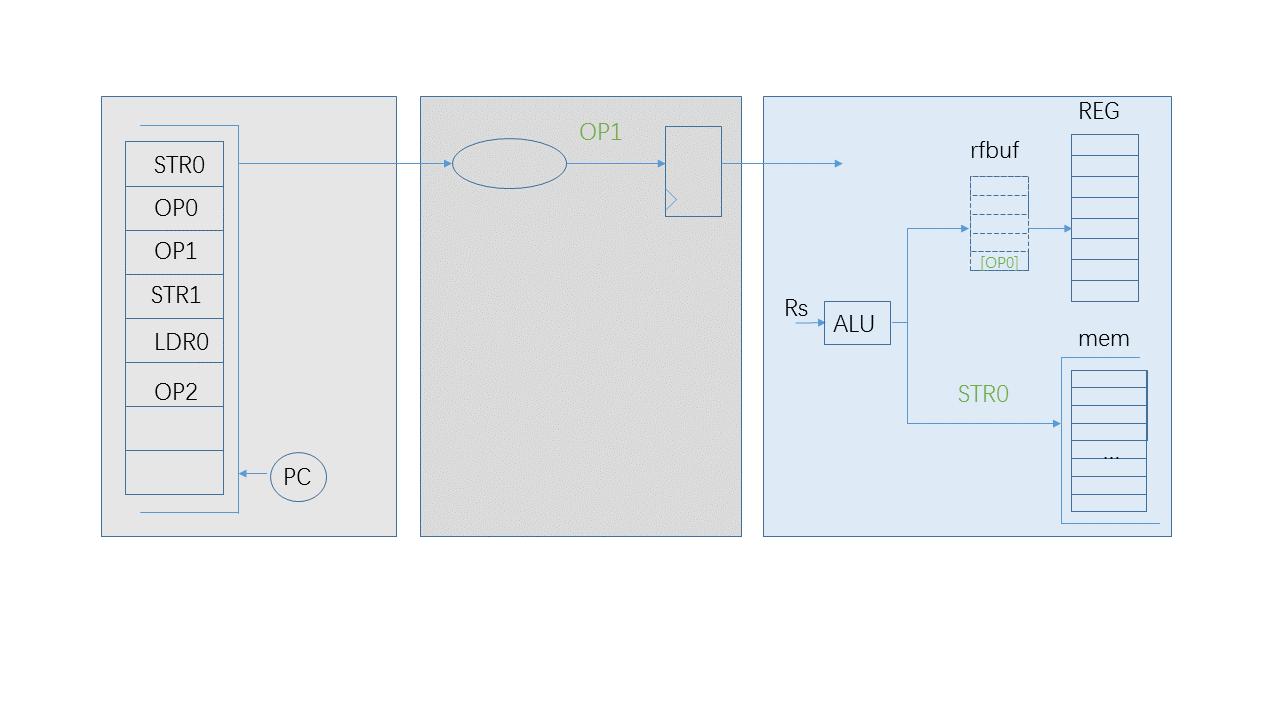 STR0
OP0
OP1
STR1
LDR0
OP2
PC
OP1
REG
rfbuf
[OP0]
Rs
ALU
mem
STR0
...